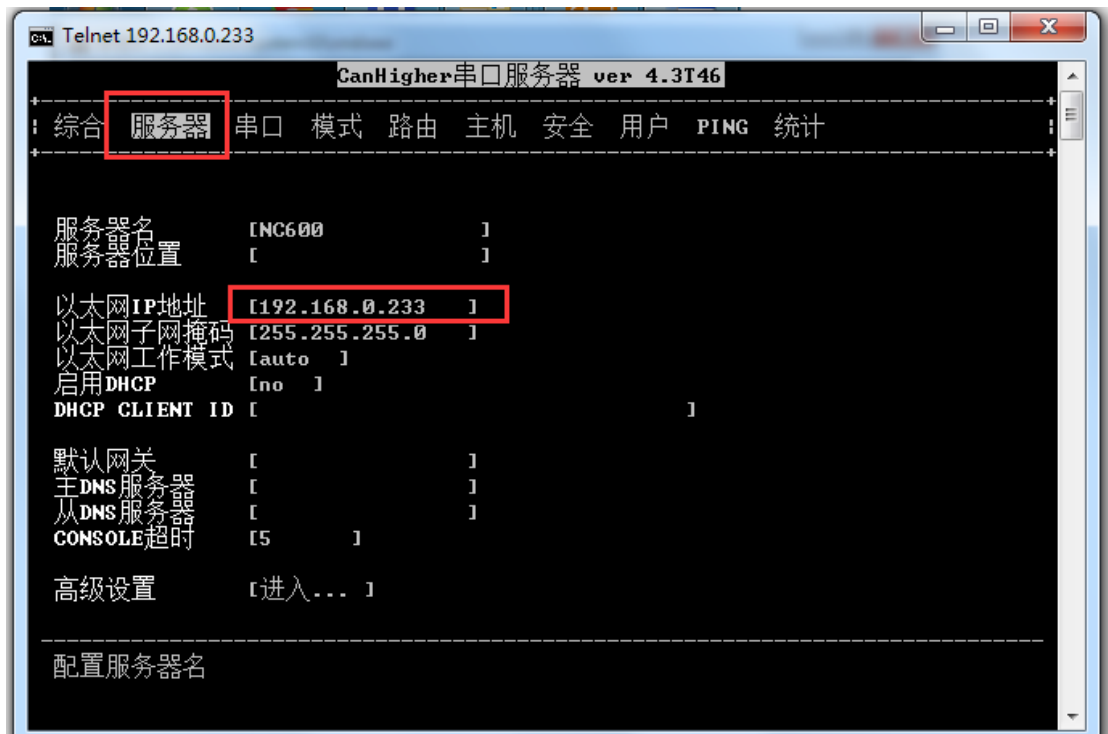 Telnet 192.168.0.233
CanHigher串口服务器 ver 4.3T46
综合 服务器 串口 模式 路由 主机 安全 用户 PING 统计
服务器名 [NC600 ]
服务器位置 [ ]
以太网IP地址 [192.168.0.233 ]
以太网子网掩码 [255.255.255.0 ]
以太网工作模式 [auto ]
启用DHCP [no ]
DHCP CLIENT ID [ ]
默认网关 [ ]
主DNS服务器 [ ]
从DNS服务器 [ ]
CONSOLE超时 [5 ]
高级设置 [进入... ]
配置服务器名